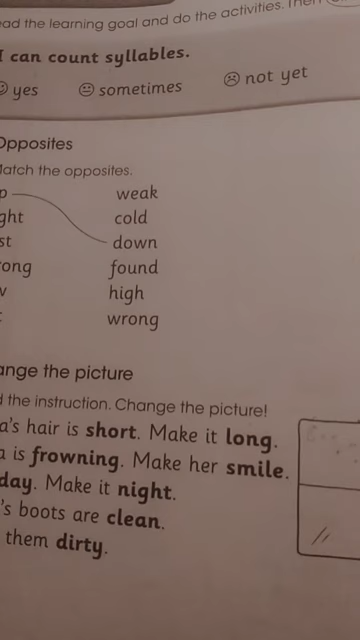 ead the learning goal and do the activities. Then
I can count syllables.
yes sometimes not yet
Opposites
Match the opposites.
p weak
ght cold
st down
ong found
v high
wrong
ange the picture
d the instruction. Change the picture!
a's hair is short. Make it long.
a is frowning. Make her smile.
day. Make it night.
's boots are clean.
them dirty.